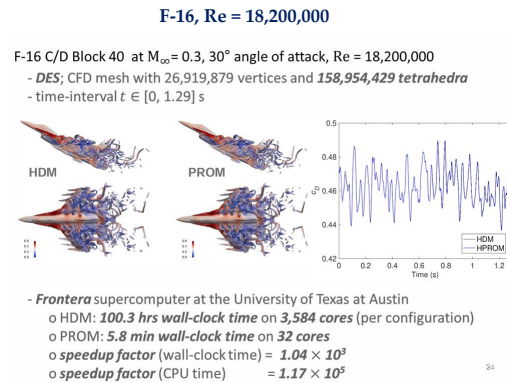 F-16, Re = 18,200,000
F-16 C/D Block 40 at M∞= 0.3, 30° angle of attack, Re = 18,200,000
- DES; CFD mesh with 26,919,879 vertices and 158,954,429 tetrahedra
- time-interval t ∈ [0, 1.29] s
HDM
PROM
0.5
0.48
0.46
0.44
0.42
c_D
0 0.2 0.4 0.6 0.8 1 1.2
Time (s)
HDM
HPROM
- Frontera supercomputer at the University of Texas at Austin
o HDM: 100.3 hrs wall-clock time on 3,584 cores (per configuration)
o PROM: 5.8 min wall-clock time on 32 cores
o speedup factor (wall-clock time) = 1.04 × 10³
o speedup factor (CPU time) = 1.17 × 10⁵
24